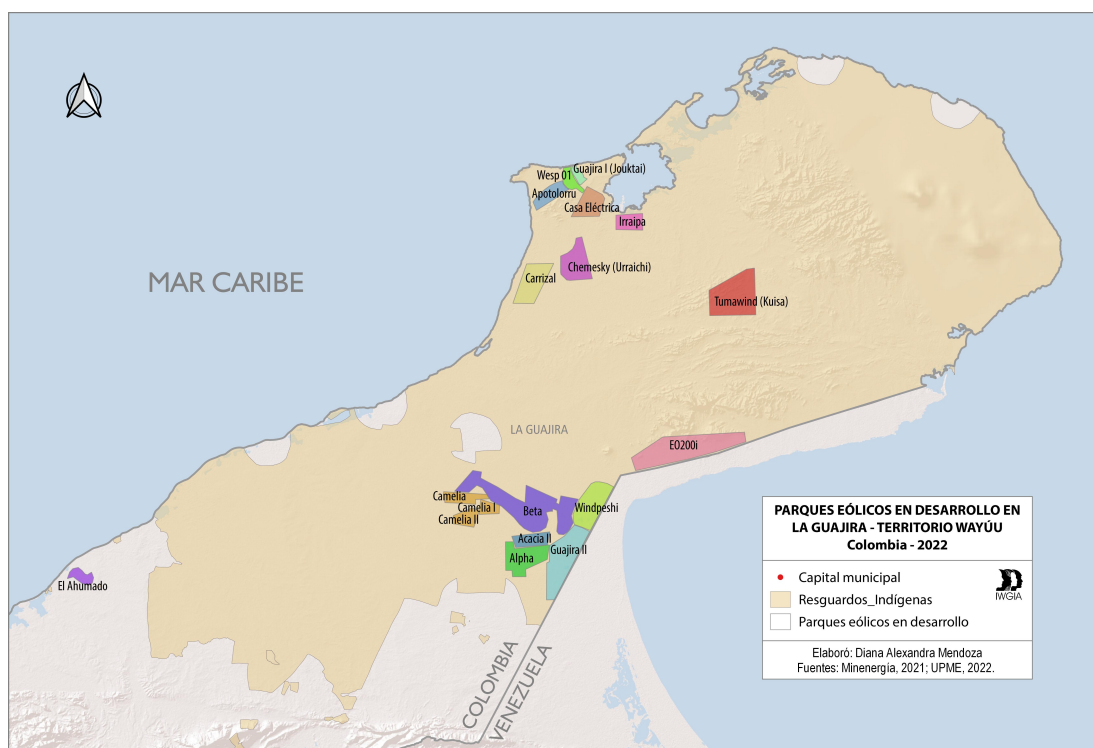 Guajira I (Jouktai)
Wesp 01
Apotolorru
Casa Eléctrica
Irraipa
Chemesky (Urraichi)
Carrizal
MAR CARIBE
Tumawind (Kuisa)
LA GUAJIRA
EO200i
Camelia
Camelia I
Camelia II
Beta
Windpeshi
Acacia II
Guajira II
Alpha
El Ahumado
COLOMBIA
VENEZUELA
PARQUES EÓLICOS EN DESARROLLO EN
LA GUAJIRA - TERRITORIO WAYÚU
Colombia - 2022
Capital municipal
Resguardos_Indígenas
Parques eólicos en desarrollo
IWGIA
Elaboró: Diana Alexandra Mendoza
Fuentes: Minenergía, 2021; UPME, 2022.